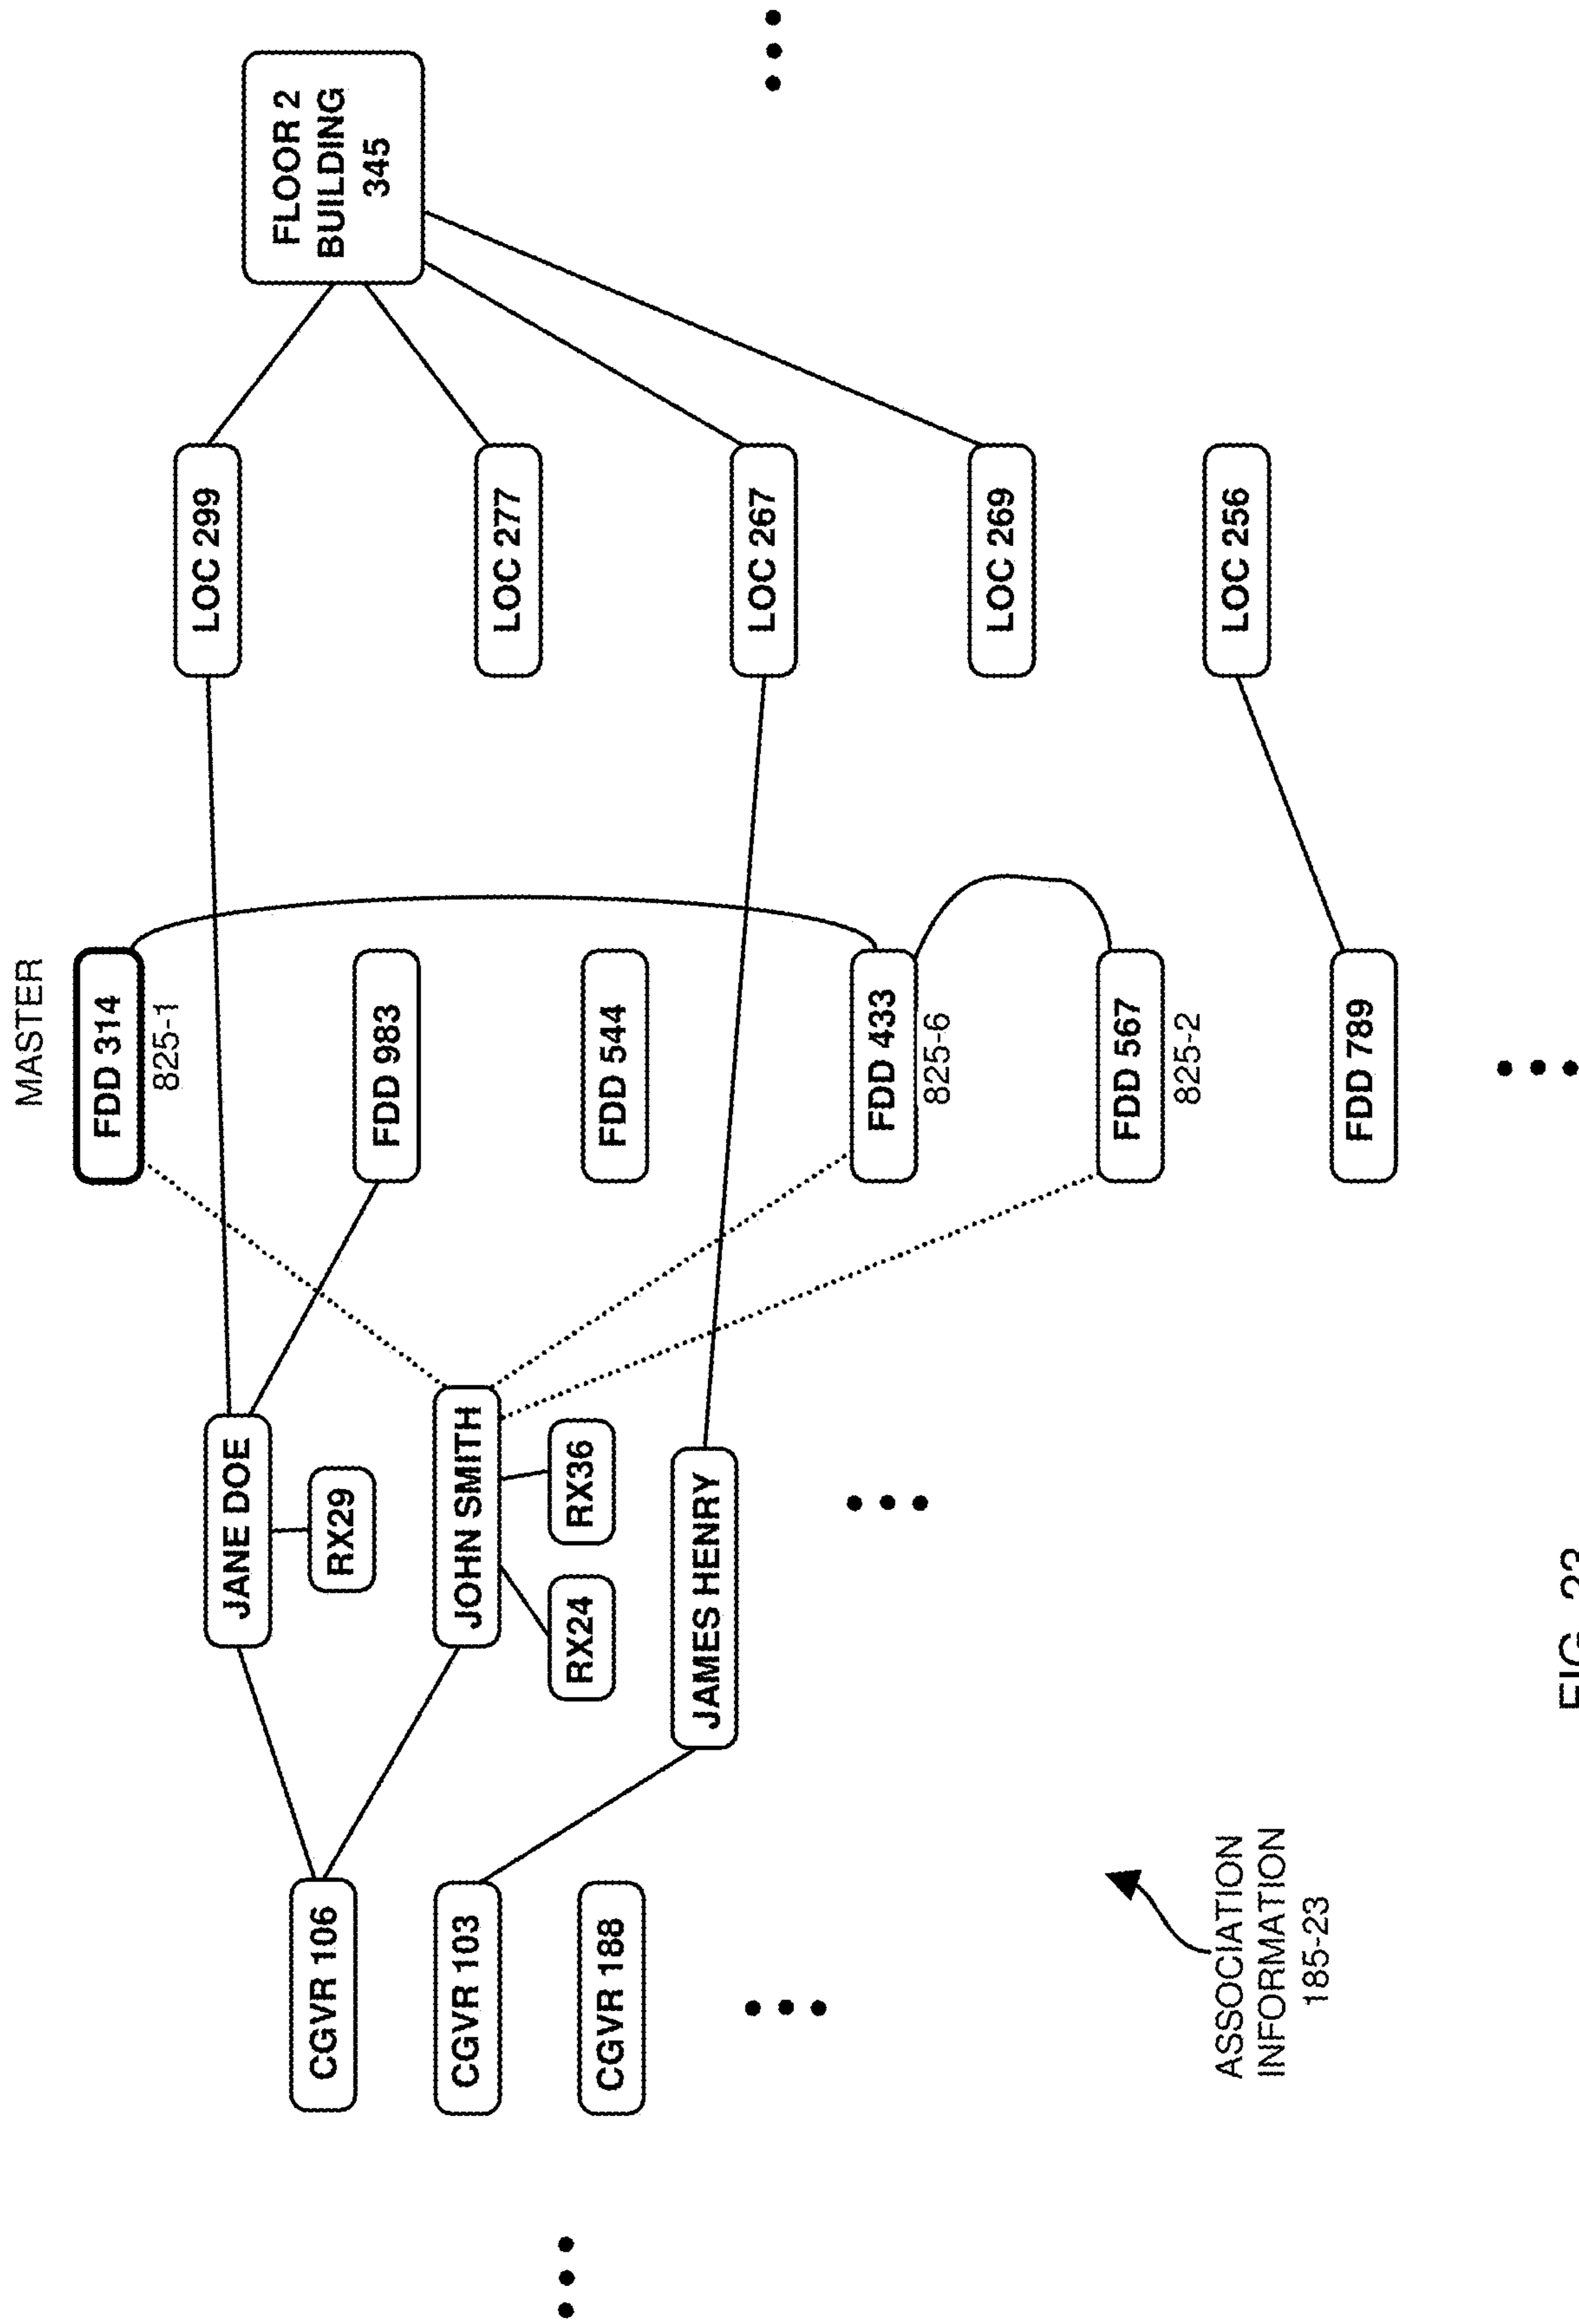 MASTER
FDD 314
825-1
FDD 983
FDD 544
FDD 433
825-6
FDD 567
825-2
FDD 789
CGVR 106
CGVR 103
CGVR 188
JANE DOE
RX29
JOHN SMITH
RX24
RX36
JAMES HENRY
LOC 299
LOC 277
LOC 267
LOC 269
LOC 256
FLOOR 2
BUILDING
345
ASSOCIATION
INFORMATION
185-23
FIG. 23